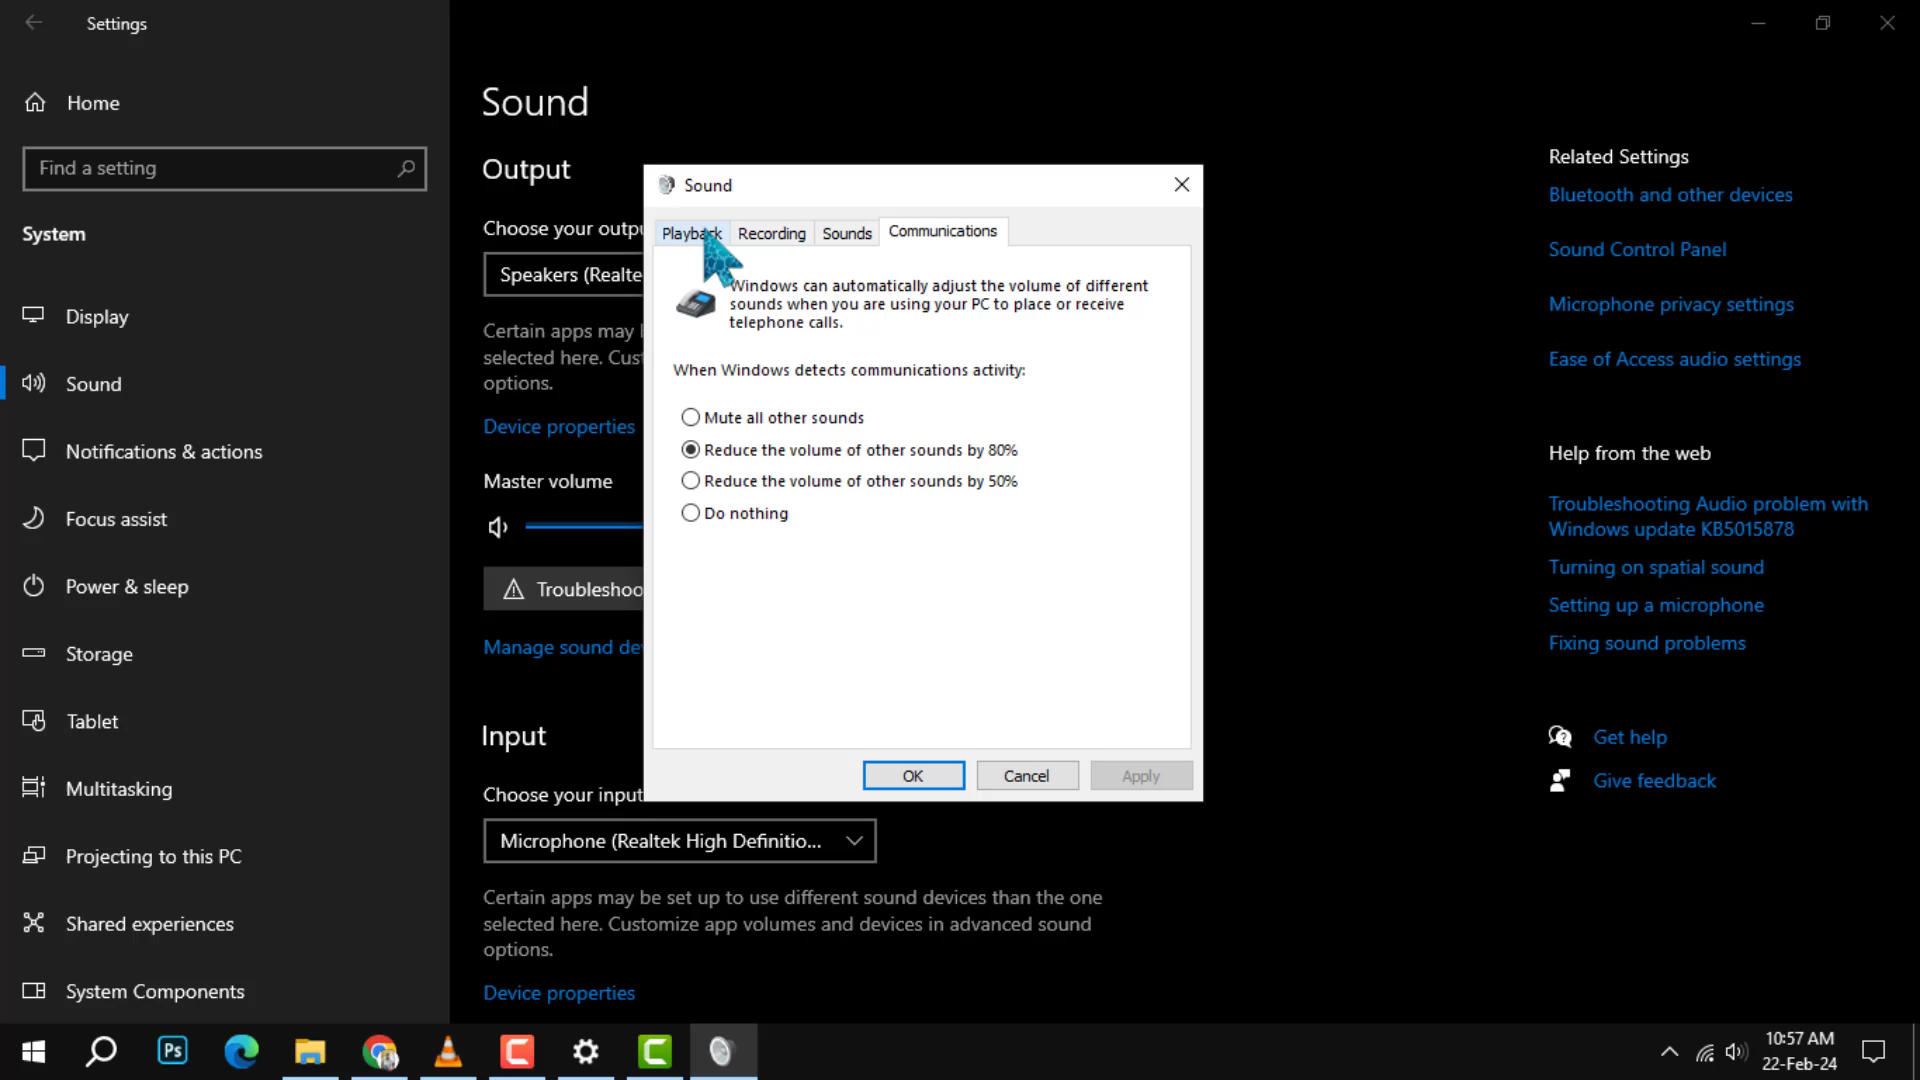 Settings
Home
Find a setting
System
Display
Sound
Notifications & actions
Focus assist
Power & sleep
Storage
Tablet
Multitasking
Projecting to this PC
Shared experiences
System Components
Sound
Output
Choose your outpu
Speakers (Realte
Certain apps may
selected here. Cus
options.
Device properties
Master volume
Troubleshoo
Manage sound de
Input
Choose your input
Microphone (Realtek High Definitio...
Certain apps may be set up to use different sound devices than the one
selected here. Customize app volumes and devices in advanced sound
options.
Device properties
Sound
Playback
Recording
Sounds
Communications
Windows can automatically adjust the volume of different
sounds when you are using your PC to place or receive
telephone calls.
When Windows detects communications activity:
Mute all other sounds
Reduce the volume of other sounds by 80%
Reduce the volume of other sounds by 50%
Do nothing
OK
Cancel
Apply
Related Settings
Bluetooth and other devices
Sound Control Panel
Microphone privacy settings
Ease of Access audio settings
Help from the web
Troubleshooting Audio problem with
Windows update KB5015878
Turning on spatial sound
Setting up a microphone
Fixing sound problems
Get help
Give feedback
Ps
10:57 AM
22-Feb-24